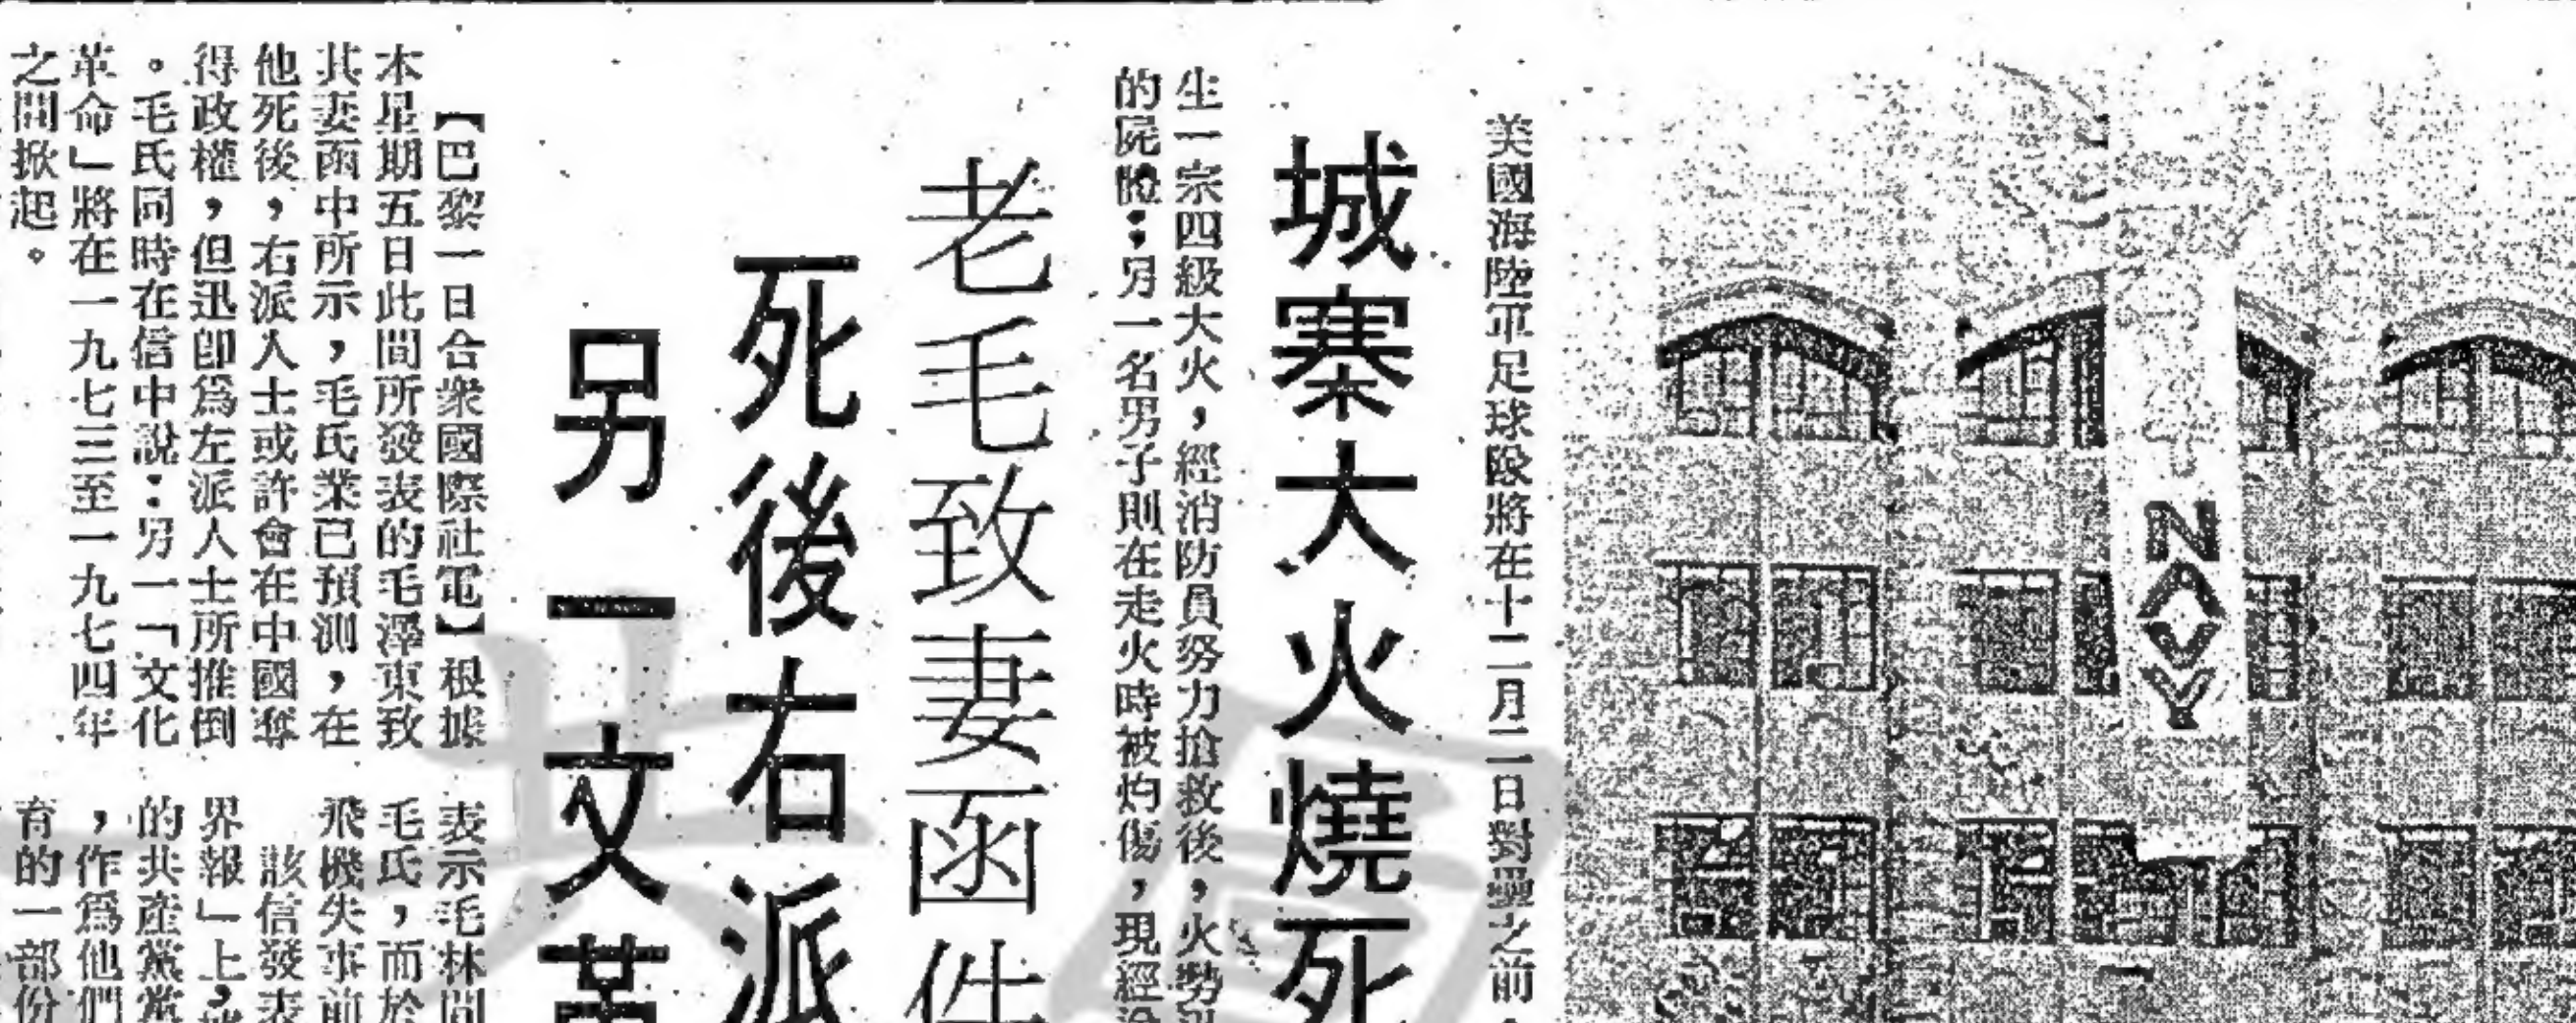 美國海陸軍足球隊將在十二月二日對壘之前
NAVY
城寨大火燒死
生一宗四級大火，經消防員努力搶救後，火勢
的屍體；另一名男子則在走火時被灼傷，現經
老毛致妻函件
死後右派
另一文革
【巴黎一日合衆國際社電】根據
本星期五日此間所發表的毛澤東致
其妻函中所示，毛氏業已預測，在
他死後，右派人士或許會在中國奪
得政權，但迅卽爲左派人士所推倒
。毛氏同時在信中說：另一「文化
革命」將在一九七三至一九七四年
之間掀起。
表示毛林間
毛氏，而於
飛機失事前
該信發表
界報」上，
的共產黨黨
，作爲他們
育的一部份